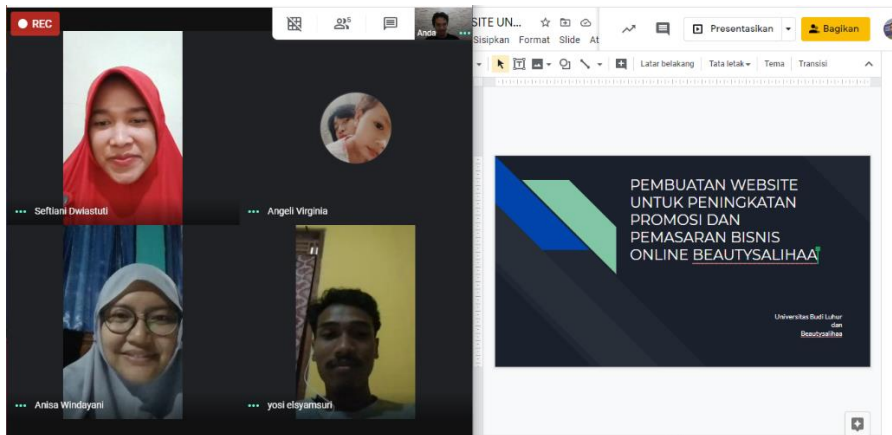 REC
5
Anda
Seftiani Dwiastuti
Angeli Virginia
Anisa Windayani
yosi elsyamsuri
SITE UN...
Presentasikan
Bagikan
Sisipkan Format Slide At
Latar belakang Tata letak Tema Transisi
PEMBUATAN WEBSITE
UNTUK PENINGKATAN
PROMOSI DAN
PEMASARAN BISNIS
ONLINE BEAUTYSALIHAA
Universitas Budi Luhur
dan
Beautysalihaa